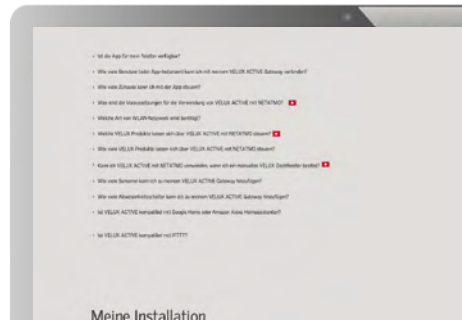 Ist die App für mein Telefon verfügbar?
Wie viele Benutzer (oder App-Instanzen) kann ich mit meinem VELUX ACTIVE Gateway verbinden?
Wie viele Zuhause kann ich mit der App steuern?
Was sind die Voraussetzungen für die Verwendung von VELUX ACTIVE mit NETATMO?
Welche Art von WLAN-Netzwerk wird benötigt?
Welche VELUX Produkte lassen sich über VELUX ACTIVE mit NETATMO steuern?
Wie viele VELUX Produkte lassen sich über VELUX ACTIVE mit NETATMO steuern?
Kann ich VELUX ACTIVE mit NETATMO verwenden, wenn ich ein manuelles VELUX Dachfenster besitze?
Wie viele Sensoren kann ich zu meinem VELUX ACTIVE Gateway hinzufügen?
Wie viele Abwesenheitsschalter kann ich zu meinem VELUX ACTIVE Gateway hinzufügen?
Ist VELUX ACTIVE kompatibel mit Google Home oder Amazon Alexa Homeassistant?
Ist VELUX ACTIVE kompatibel mit IFTTT?
Meine Installation